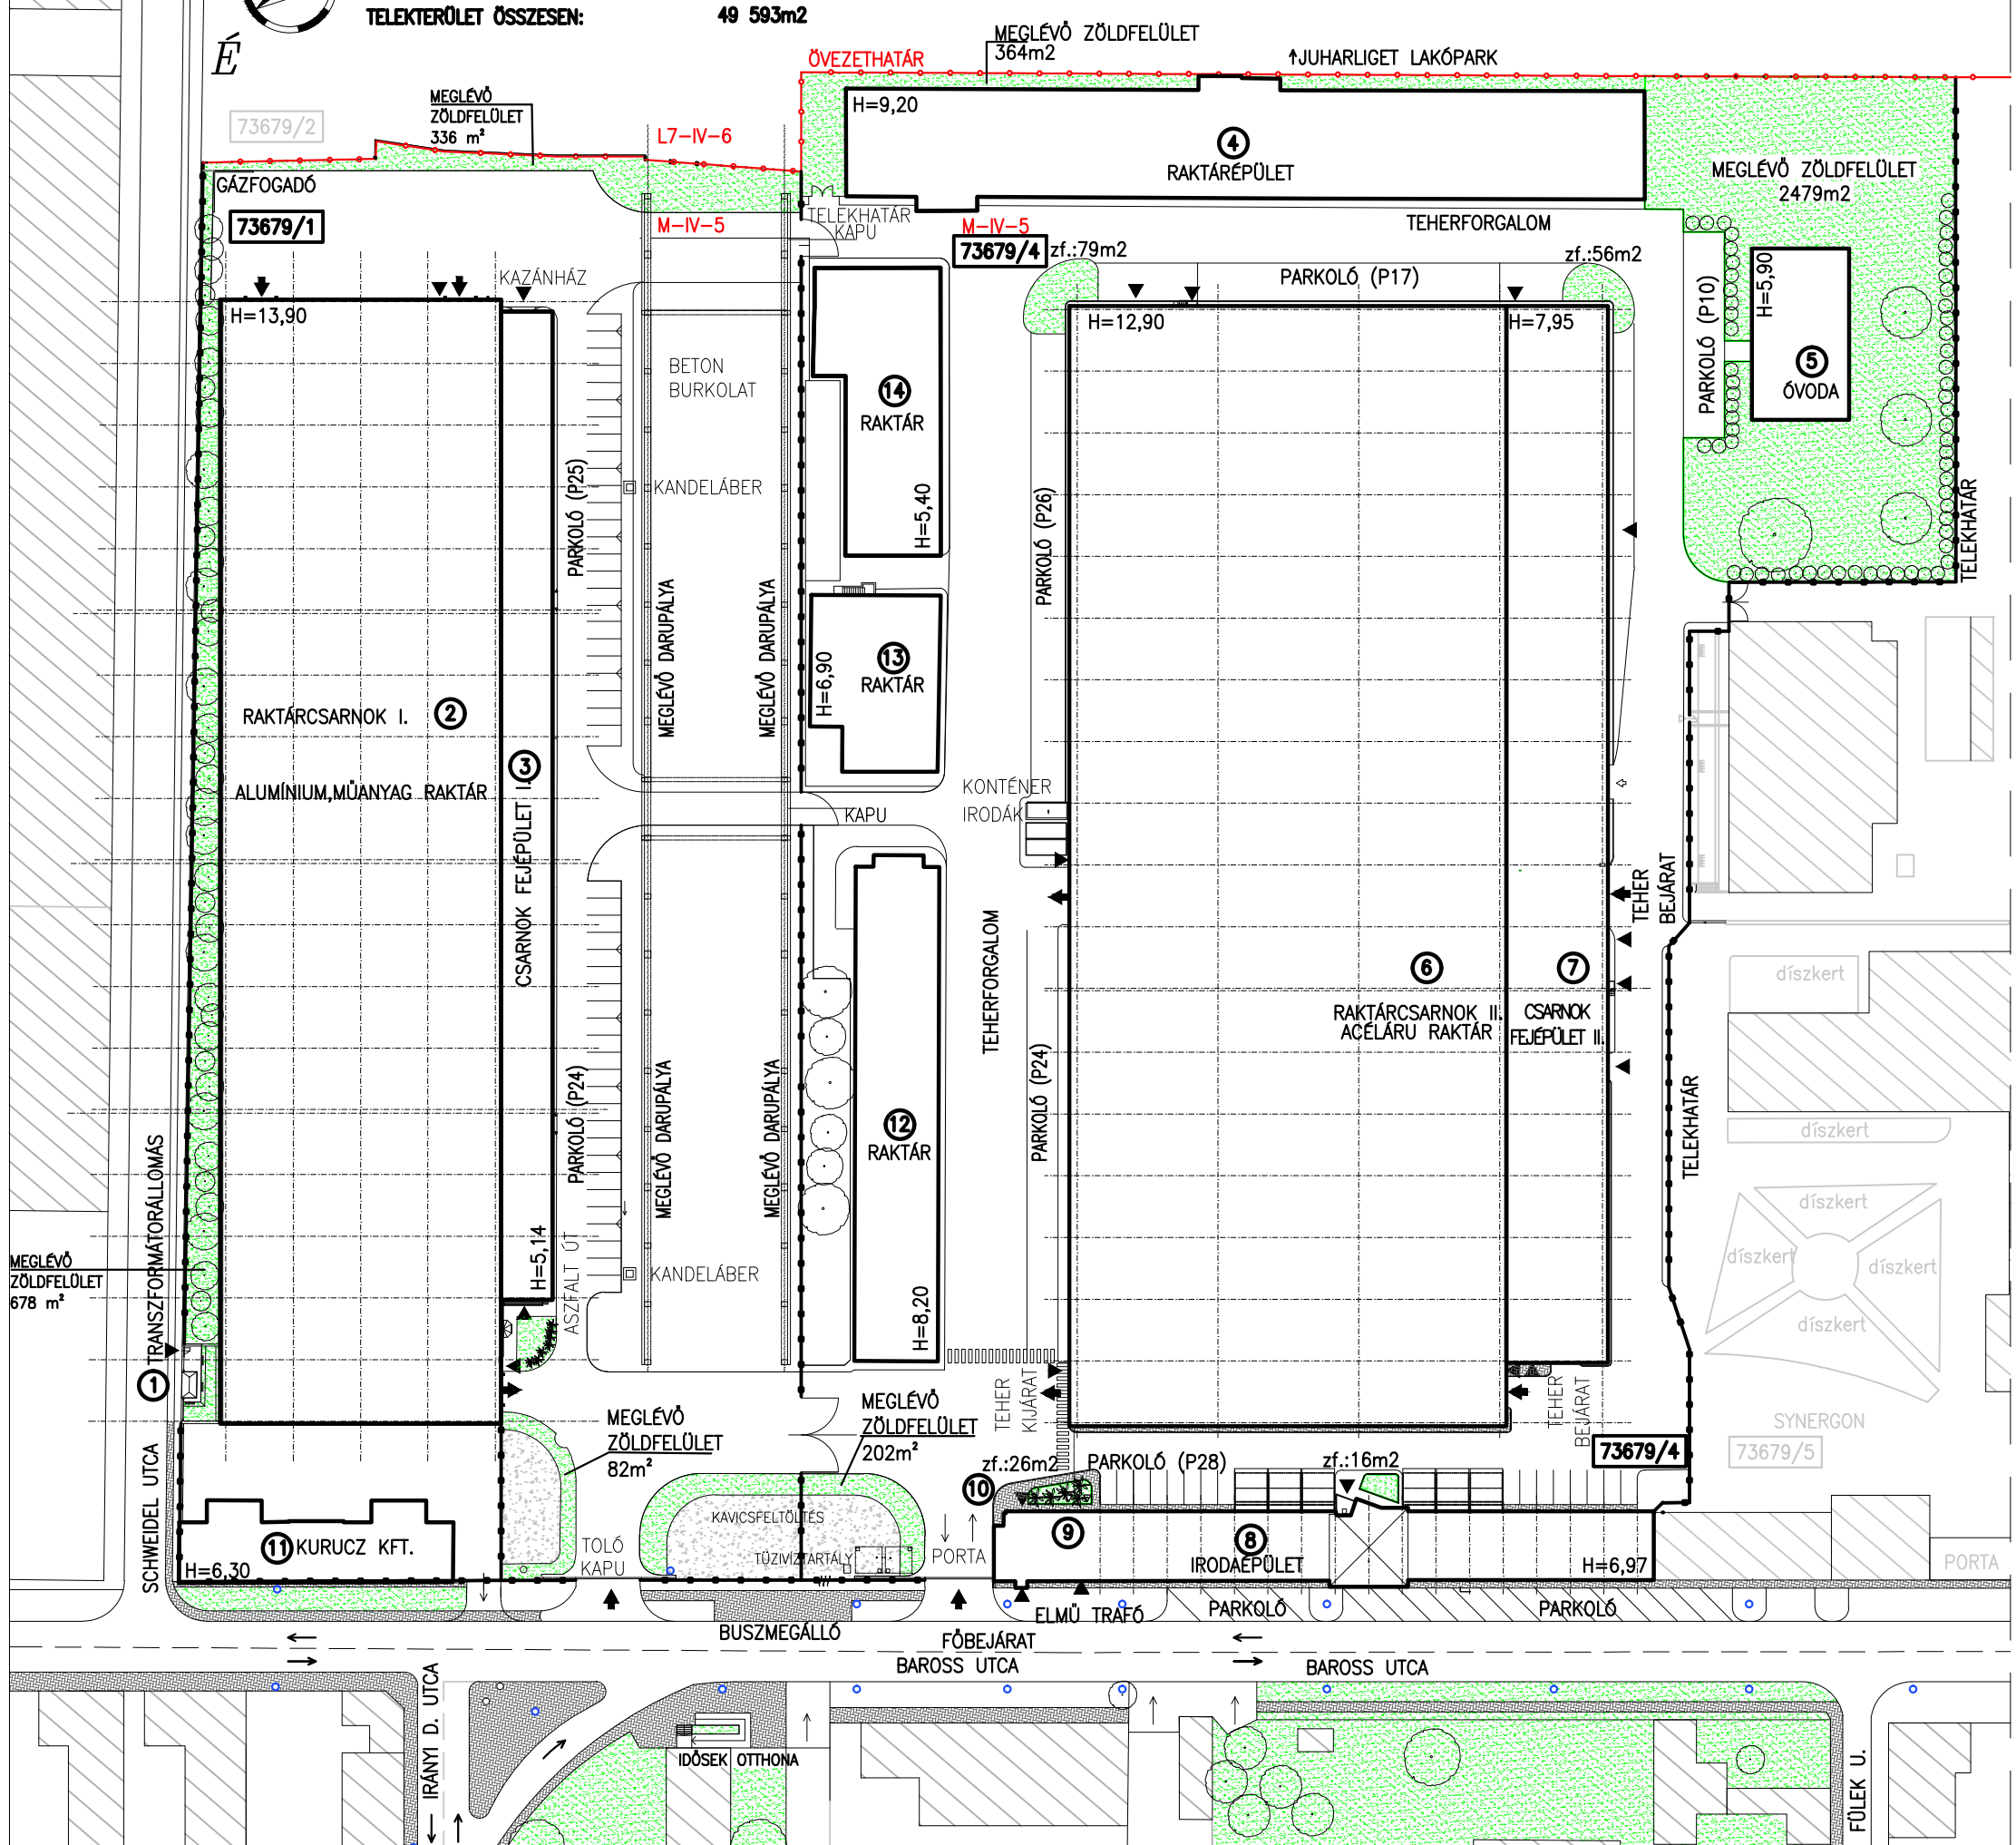 TELEKTERÜLET ÖSSZESEN: 49 593m2
É
MEGLÉVŐ ZÖLDFELÜLET
364m2
ÖVEZETHATÁR
JUHARLIGET LAKÓPARK
MEGLÉVŐ
ZÖLDFELÜLET
336 m²
73679/2
L7-IV-6
H=9,20
4
RAKTÁRÉPÜLET
MEGLÉVŐ ZÖLDFELÜLET
2479m2
GÁZFOGADÓ
73679/1
M-IV-5
TELEKHATÁR
KAPU
M-IV-5
73679/4
zf.:79m2
TEHERFORGALOM
zf.:56m2
PARKOLÓ (P17)
KAZÁNHÁZ
H=13,90
H=12,90
H=7,95
PARKOLÓ (P10)
H=5,90
5
ÓVODA
BETON
BURKOLAT
14
RAKTÁR
H=5,40
PARKOLÓ (P25)
KANDELÁBER
PARKOLÓ (P26)
TELEKHATÁR
MEGLÉVŐ DARUPÁLYA
MEGLÉVŐ DARUPÁLYA
13
RAKTÁR
H=6,90
RAKTÁRCSARNOK I.
2
3
ALUMÍNIUM,MŰANYAG RAKTÁR
CSARNOK FEJÉPÜLET I.
KONTÉNER
IRODÁK
KAPU
TEHER
BEJÁRAT
TEHERFORGALOM
6
7
RAKTÁRCSARNOK II.
ACÉLÁRU RAKTÁR
CSARNOK
FEJÉPÜLET II.
díszkert
PARKOLÓ (P24)
MEGLÉVŐ DARUPÁLYA
MEGLÉVŐ DARUPÁLYA
12
RAKTÁR
PARKOLÓ (P24)
TELEKHATÁR
díszkert
díszkert
díszkert
díszkert
díszkert
MEGLÉVŐ
ZÖLDFELÜLET
678 m²
TRANSZFORMÁTORÁLLOMÁS
1
H=5,14
ASZFALT ÚT
KANDELÁBER
H=8,20
TEHER
KIJÁRAT
TEHER
BEJÁRAT
MEGLÉVŐ
ZÖLDFELÜLET
82m²
MEGLÉVŐ
ZÖLDFELÜLET
202m²
SYNERGON
73679/5
73679/4
zf.:26m2
PARKOLÓ (P28)
zf.:16m2
10
SCHWEIDEL UTCA
11
KURUCZ KFT.
H=6,30
KAVICSFELTÖLTÉS
TŰZIVÍZTARTÁLY
TOLÓ
KAPU
PORTA
9
8
IRODAÉPÜLET
H=6,97
PORTA
ELMŰ TRAFÓ
PARKOLÓ
PARKOLÓ
BUSZMEGÁLLÓ
FŐBEJÁRAT
BAROSS UTCA
BAROSS UTCA
IRÁNYI D. UTCA
IDŐSEK OTTHONA
FÜLEK U.